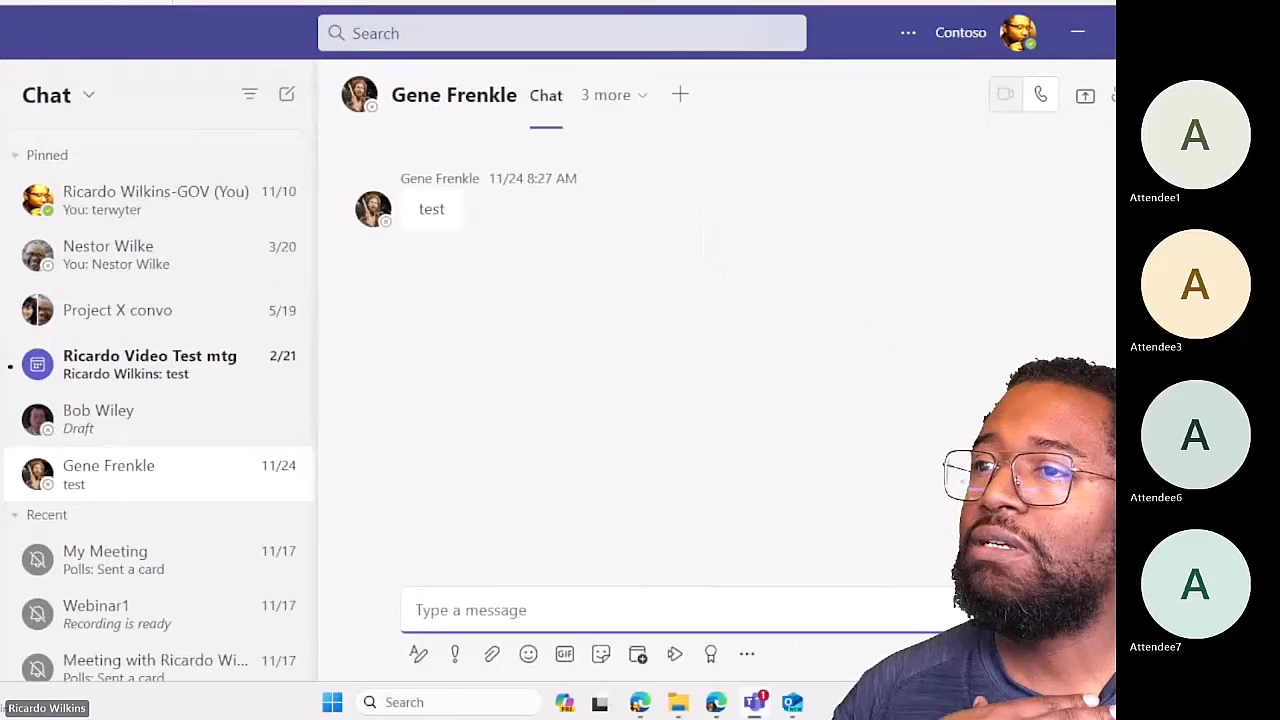 Search
Contoso
Chat
Gene Frenkle
Chat
3 more
Pinned
Ricardo Wilkins-GOV (You)
11/10
You: terwyter
Nestor Wilke
3/20
You: Nestor Wilke
Project X convo
5/19
Ricardo Video Test mtg
2/21
Ricardo Wilkins: test
Bob Wiley
Draft
Gene Frenkle
11/24
test
Recent
My Meeting
11/17
Polls: Sent a card
Webinar1
11/17
Recording is ready
Meeting with Ricardo Wi...
11/17
Polls: Sent a card
Gene Frenkle 11/24 8:27 AM
test
Type a message
GIF
Search
PRE
1
NEW
Ricardo Wilkins
A
Attendee1
A
Attendee3
A
Attendee6
A
Attendee7